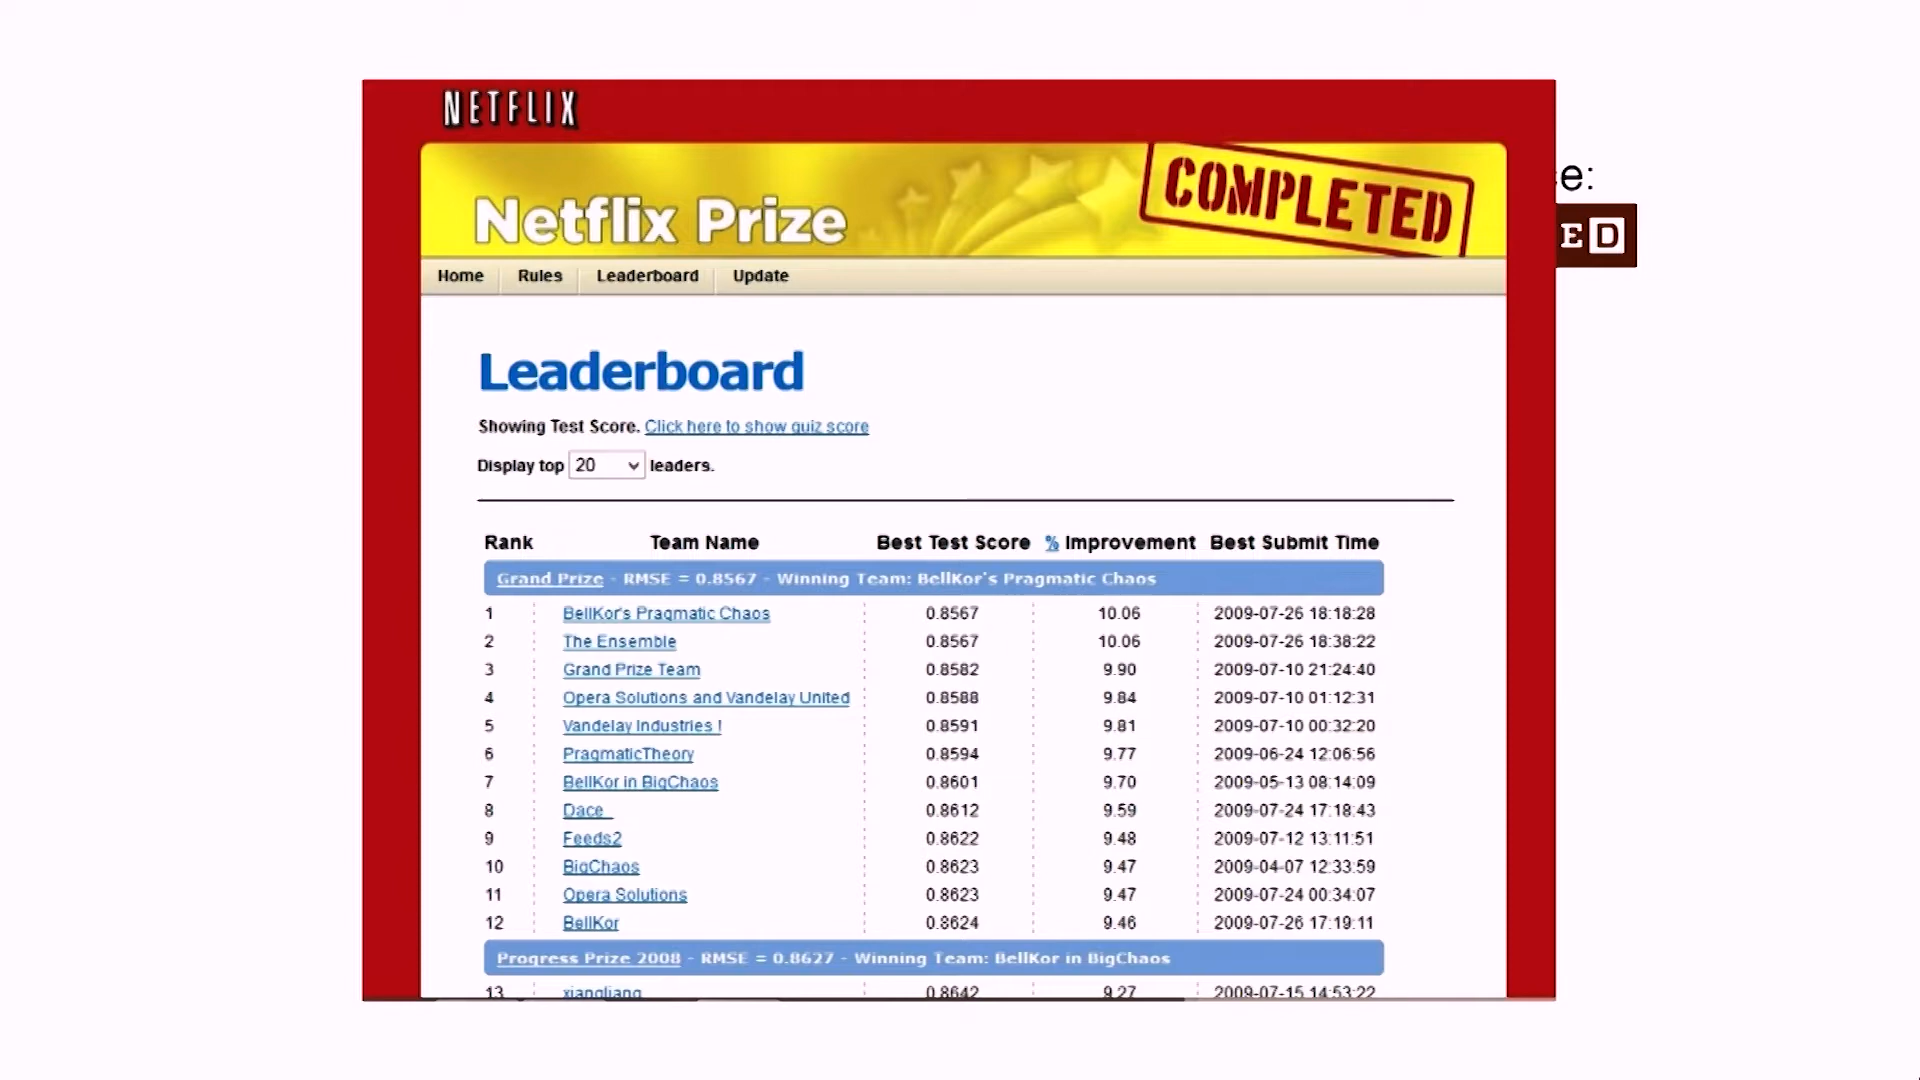 NETFLIX
Netflix Prize
COMPLETED
e:
ED
Home Rules Leaderboard Update
Leaderboard
Showing Test Score. Click here to show quiz score
Display top 20 leaders.
Rank Team Name Best Test Score % Improvement Best Submit Time
Grand Prize - RMSE = 0.8567 - Winning Team: BellKor's Pragmatic Chaos
1 BellKor's Pragmatic Chaos 0.8567 10.06 2009-07-26 18:18:28
2 The Ensemble 0.8567 10.06 2009-07-26 18:38:22
3 Grand Prize Team 0.8582 9.90 2009-07-10 21:24:40
4 Opera Solutions and Vandelay United 0.8588 9.84 2009-07-10 01:12:31
5 Vandelay Industries ! 0.8591 9.81 2009-07-10 00:32:20
6 PragmaticTheory 0.8594 9.77 2009-06-24 12:06:56
7 BellKor in BigChaos 0.8601 9.70 2009-05-13 08:14:09
8 Dace_ 0.8612 9.59 2009-07-24 17:18:43
9 Feeds2 0.8622 9.48 2009-07-12 13:11:51
10 BigChaos 0.8623 9.47 2009-04-07 12:33:59
11 Opera Solutions 0.8623 9.47 2009-07-24 00:34:07
12 BellKor 0.8624 9.46 2009-07-26 17:19:11
Progress Prize 2008 - RMSE = 0.8627 - Winning Team: BellKor in BigChaos
13 xiangliang 0.8642 9.27 2009-07-15 14:53:22